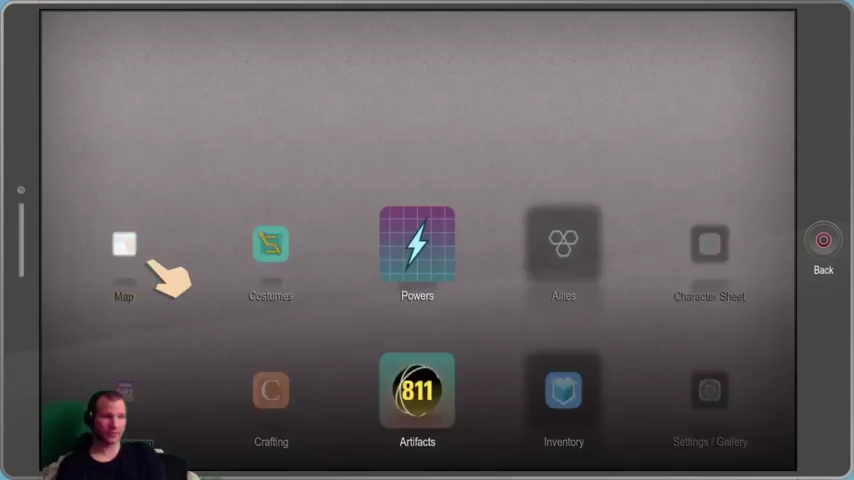 Map
Costumes
Powers
Allies
Character Sheet
Back
C
811
Crafting
Artifacts
Inventory
Settings / Gallery